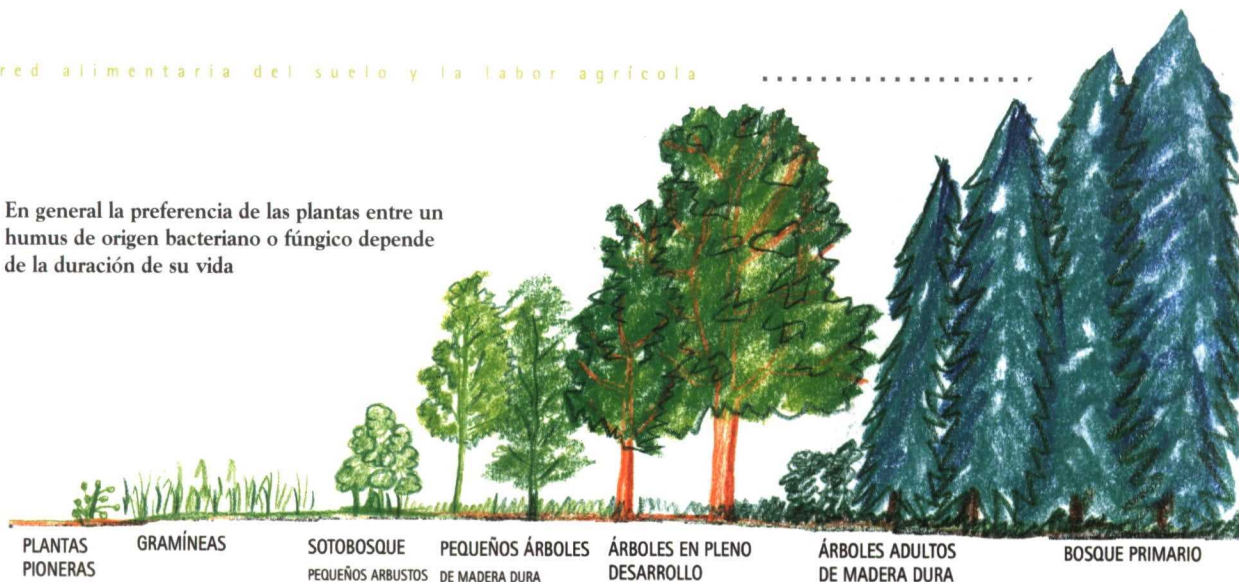 red alimentaria del suelo y la labor agrícola
En general la preferencia de las plantas entre un
humus de origen bacteriano o fúngico depende
de la duración de su vida
PLANTAS
PIONERAS
GRAMÍNEAS
SOTOBOSQUE
PEQUEÑOS ARBUSTOS
PEQUEÑOS ÁRBOLES
DE MADERA DURA
ÁRBOLES EN PLENO
DESARROLLO
ÁRBOLES ADULTOS
DE MADERA DURA
BOSQUE PRIMARIO